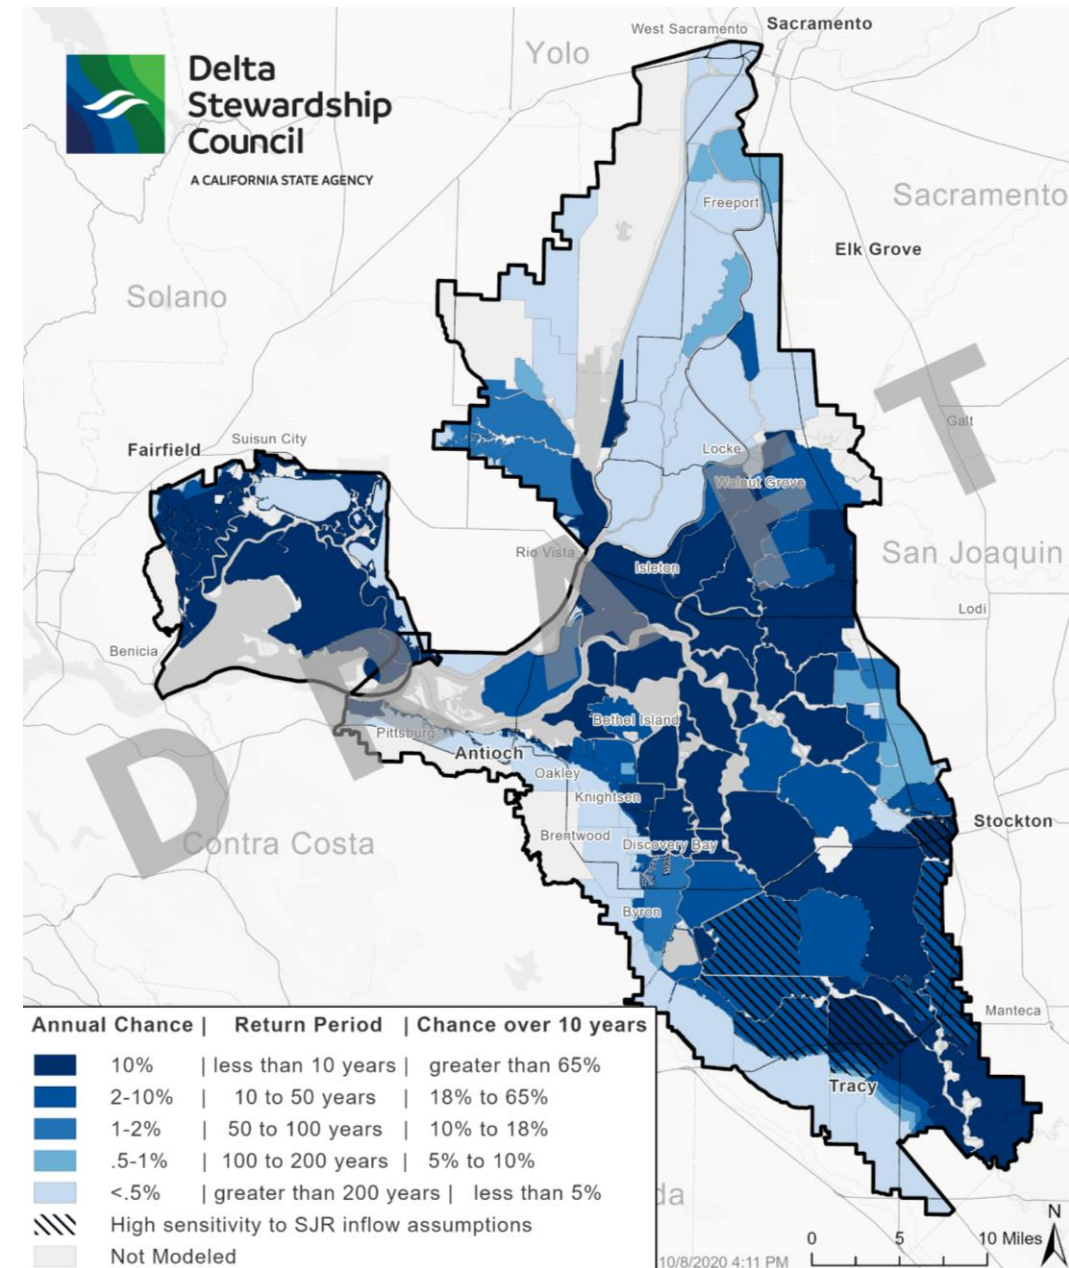 West Sacramento
Sacramento
Yolo
Delta
Stewardship
Council
A CALIFORNIA STATE AGENCY
Sacramento
Freeport
Elk Grove
Solano
DRAFT
Galt
Fairfield
Suisun City
Locke
Walnut Grove
Rio Vista
San Joaquin
Isleton
Lodi
Benicia
Bethel Island
Pittsburg
Antioch
Oakley
Knightsen
Stockton
Brentwood
Discovery Bay
Contra Costa
Byron
Manteca
Tracy
Annual Chance | Return Period | Chance over 10 years
10% | less than 10 years | greater than 65%
2-10% | 10 to 50 years | 18% to 65%
1-2% | 50 to 100 years | 10% to 18%
.5-1% | 100 to 200 years | 5% to 10%
<.5% | greater than 200 years | less than 5%
High sensitivity to SJR inflow assumptions
Not Modeled
da
N
0 5 10 Miles
10/8/2020 4:11 PM